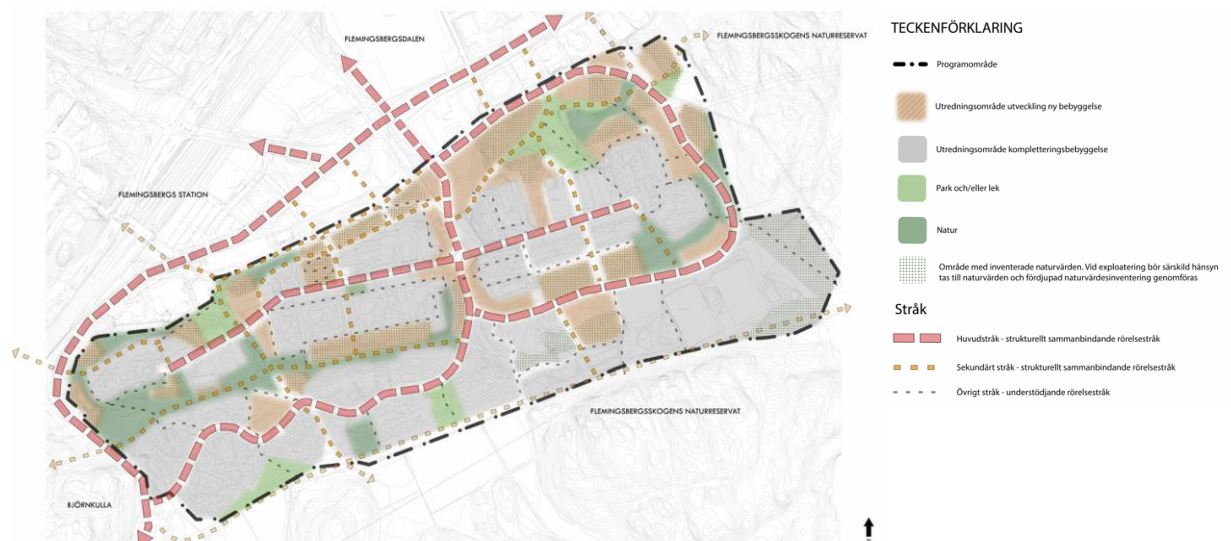 FLEMINGSBERGSDALEN
FLEMINGSBERGSSKOGENS NATURRESERVAT
FLEMINGSBERGS STATION
FLEMINGSBERGSSKOGENS NATURRESERVAT
BJÖRNKULLA
TECKENFÖRKLARING
Programområde
Utredningsområde utveckling ny bebyggelse
Utredningsområde kompletteringsbebyggelse
Park och/eller lek
Natur
Område med inventerade naturvärden. Vid exploatering bör särskild hänsyn
tas till naturvärden och fördjupad naturvärdesinventering genomföras
Stråk
Huvudstråk - strukturellt sammanbindande rörelsestråk
Sekundärt stråk - strukturellt sammanbindande rörelsestråk
Övrigt stråk - understödjande rörelsestråk